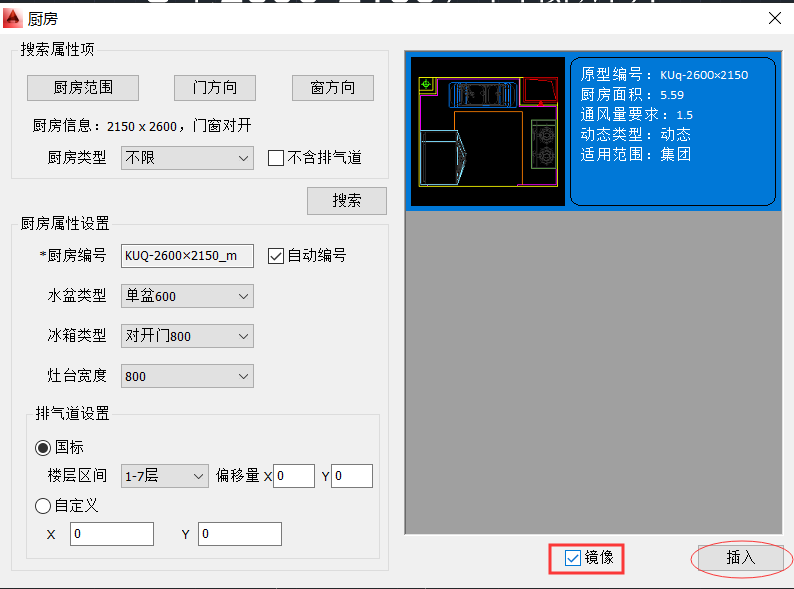 厨房
搜索属性项
厨房范围
门方向
窗方向
厨房信息：2150 x 2600，门窗对开
厨房类型 不限 不含排气道
搜索
厨房属性设置
*厨房编号 KUQ-2600×2150_m 自动编号
水盆类型 单盆600
冰箱类型 对开门800
灶台宽度 800
排气道设置
国标
楼层区间 1-7层 偏移量 X 0 Y 0
自定义
X 0 Y 0
原型编号：KUq-2600×2150
厨房面积：5.59
通风量要求：1.5
动态类型：动态
适用范围：集团
镜像
插入